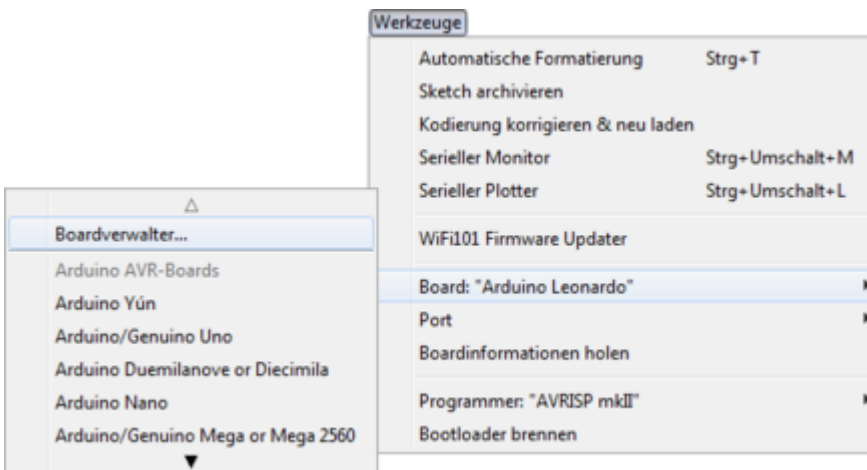 Werkzeuge
Automatische Formatierung Strg+T
Sketch archivieren
Kodierung korrigieren & neu laden
Serieller Monitor Strg+Umschalt+M
Serieller Plotter Strg+Umschalt+L
WiFi101 Firmware Updater
Board: "Arduino Leonardo"
Port
Boardinformationen holen
Programmer: "AVRISP mkII"
Bootloader brennen
Boardverwalter...
Arduino AVR-Boards
Arduino Yún
Arduino/Genuino Uno
Arduino Duemilanove or Diecimila
Arduino Nano
Arduino/Genuino Mega or Mega 2560